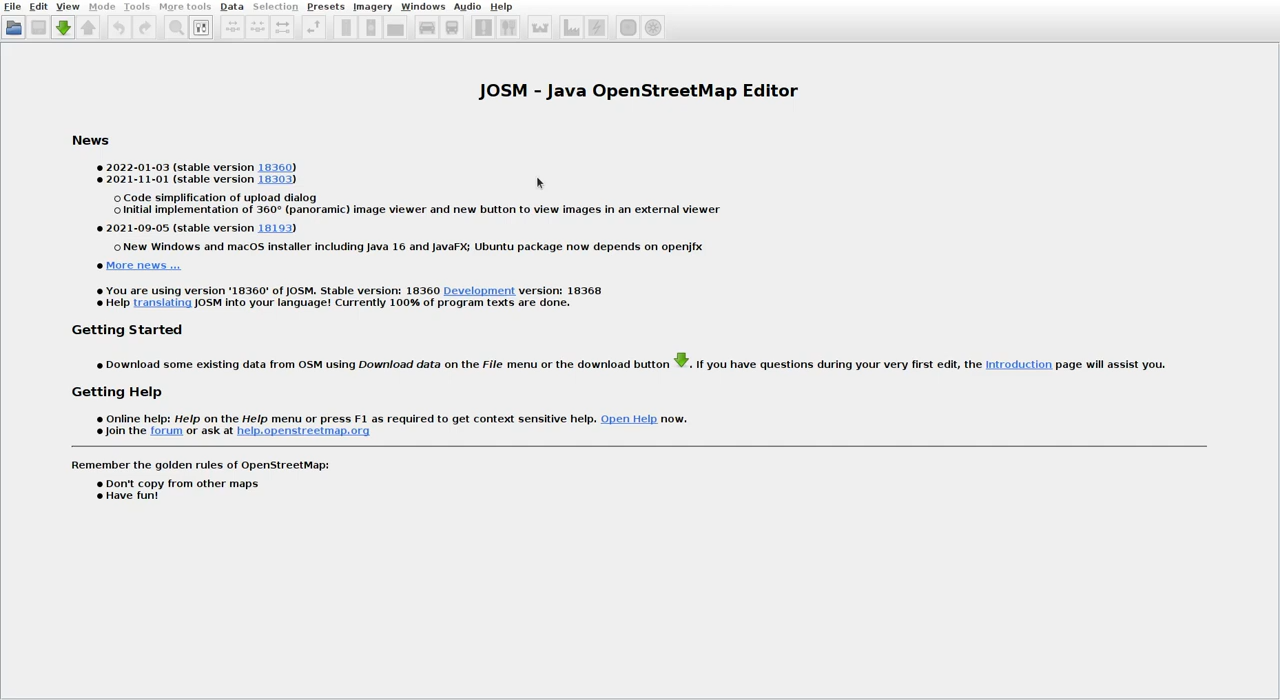 File Edit View Mode Tools More tools Data Selection Presets Imagery Windows Audio Help
JOSM – Java OpenStreetMap Editor
News
2022-01-03 (stable version 18360)
2021-11-01 (stable version 18303)
Code simplification of upload dialog
Initial implementation of 360° (panoramic) image viewer and new button to view images in an external viewer
2021-09-05 (stable version 18193)
New Windows and macOS installer including Java 16 and JavaFX; Ubuntu package now depends on openjfx
More news ...
You are using version '18360' of JOSM. Stable version: 18360 Development version: 18368
Help translating JOSM into your language! Currently 100% of program texts are done.
Getting Started
Download some existing data from OSM using Download data on the File menu or the download button . If you have questions during your very first edit, the Introduction page will assist you.
Getting Help
Online help: Help on the Help menu or press F1 as required to get context sensitive help. Open Help now.
Join the forum or ask at help.openstreetmap.org
Remember the golden rules of OpenStreetMap:
Don't copy from other maps
Have fun!